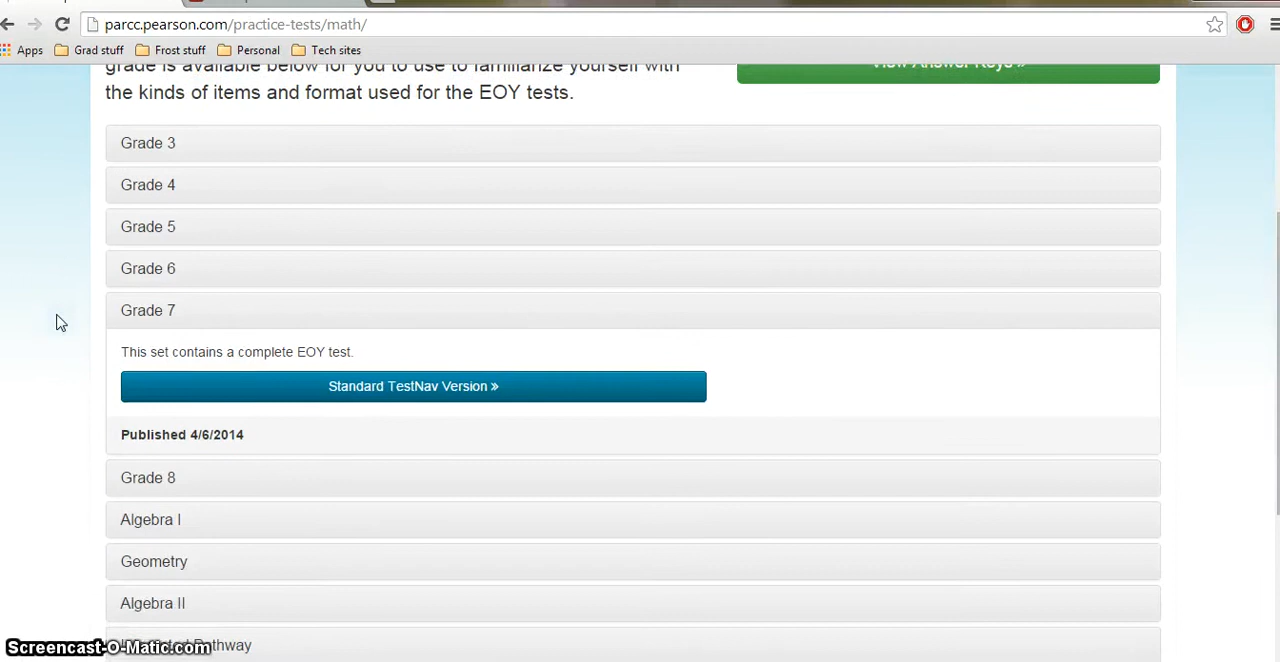 parcc.pearson.com/practice-tests/math/
Apps Grad stuff Frost stuff Personal Tech sites
grade is available below for you to use to familiarize yourself with
View Answer Keys »
the kinds of items and format used for the EOY tests.
Grade 3
Grade 4
Grade 5
Grade 6
Grade 7
This set contains a complete EOY test.
Standard TestNav Version »
Published 4/6/2014
Grade 8
Algebra I
Geometry
Algebra II
Pathway
Screencast-O-Matic.com